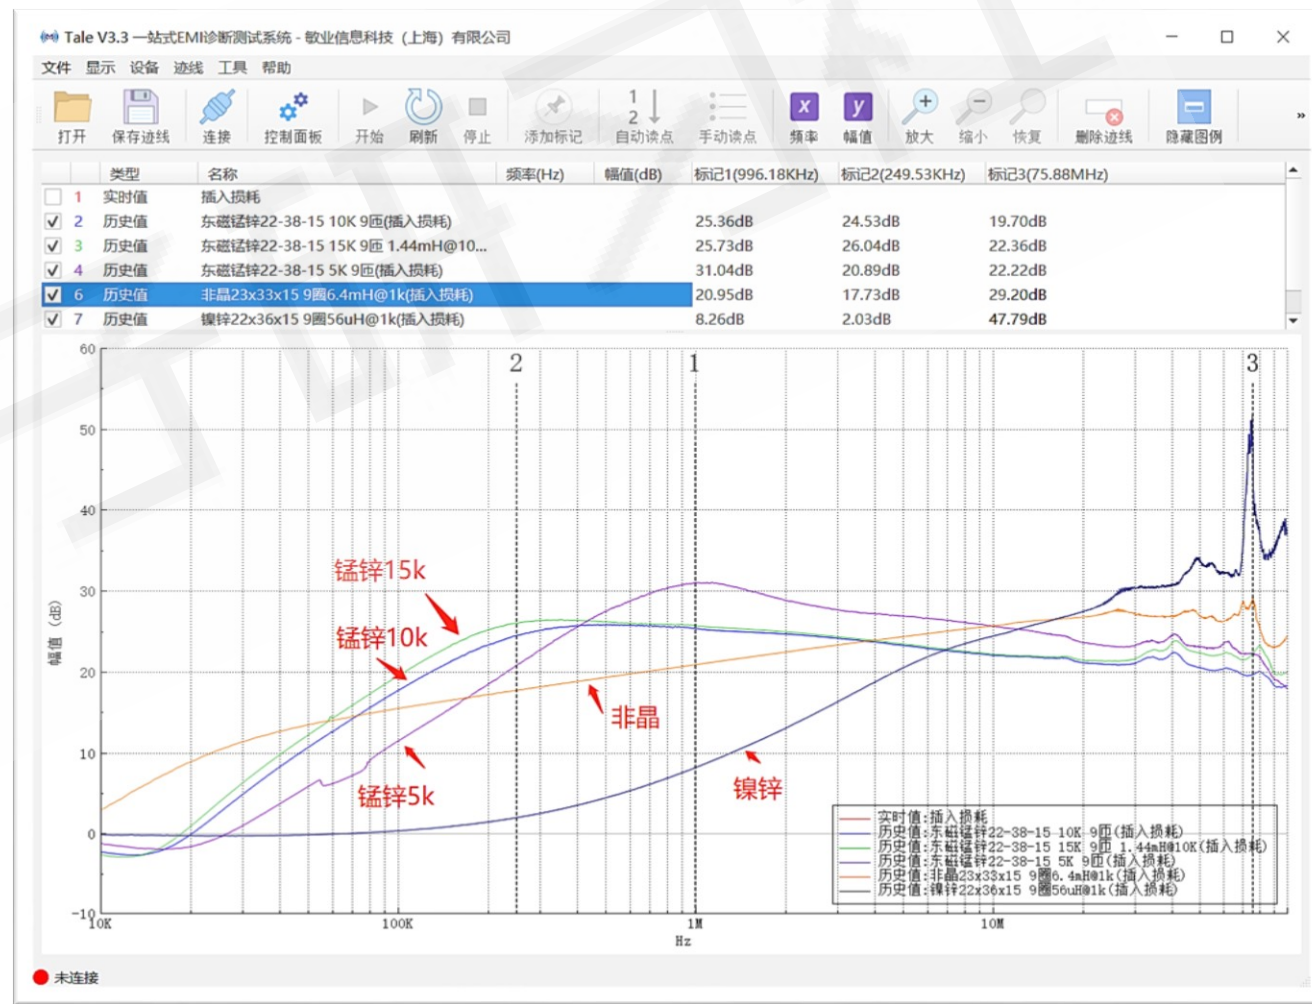 Tale V3.3 一站式EMI诊断测试系统 - 敏业信息科技（上海）有限公司
文件 显示 设备 迹线 工具 帮助
打开 保存迹线 连接 控制面板 开始 刷新 停止 添加标记 自动读点 手动读点 频率 幅值 放大 缩小 恢复 删除迹线 隐藏图例
类型 名称 频率(Hz) 幅值(dB) 标记1(996.18KHz) 标记2(249.53KHz) 标记3(75.88MHz)
1 实时值 插入损耗
2 历史值 东磁锰锌22-38-15 10K 9匝(插入损耗) 25.36dB 24.53dB 19.70dB
3 历史值 东磁锰锌22-38-15 15K 9匝 1.44mH@10... 25.73dB 26.04dB 22.36dB
4 历史值 东磁锰锌22-38-15 5K 9匝(插入损耗) 31.04dB 20.89dB 22.22dB
6 历史值 非晶23x33x15 9圈6.4mH@1k(插入损耗) 20.95dB 17.73dB 29.20dB
7 历史值 镍锌22x36x15 9圈56uH@1k(插入损耗) 8.26dB 2.03dB 47.79dB
60
2 1 3
50
40
锰锌15k
30
锰锌10k
幅值 (dB)
20
非晶
10
镍锌
锰锌5k
0
实时值:插入损耗
历史值:东磁锰锌22-38-15 10K 9匝(插入损耗)
历史值:东磁锰锌22-38-15 15K 9匝 1.44mH@10K(插入损耗)
历史值:东磁锰锌22-38-15 5K 9匝(插入损耗)
历史值:非晶23x33x15 9圈6.4mH@1k(插入损耗)
历史值:镍锌22x36x15 9圈56uH@1k(插入损耗)
-10
10K 100K 1M 10M
Hz
未连接